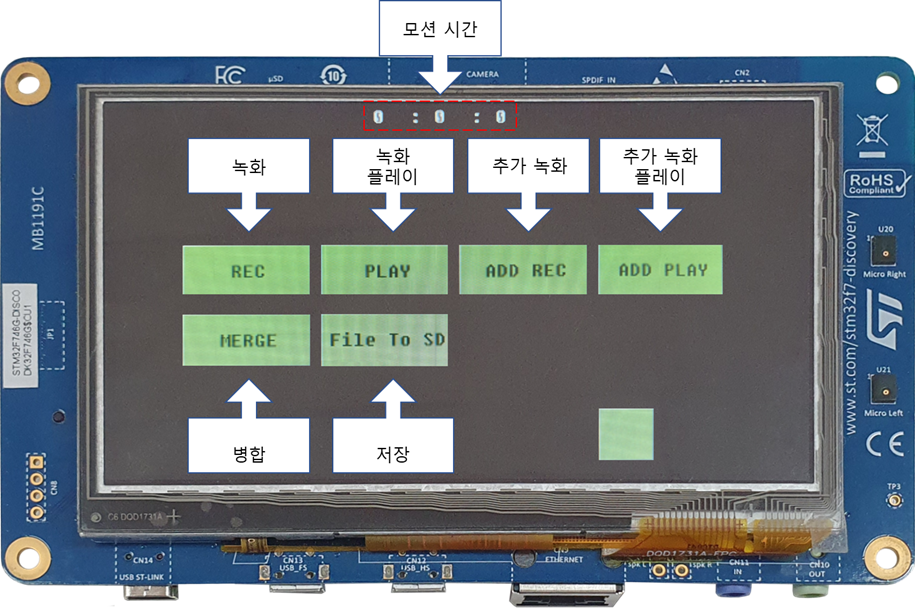 모션 시간
FC
µSD
10
CAMERA
SPDIF IN
CN2
0 : 0 : 0
녹화
녹화
플레이
추가 녹화
추가 녹화
플레이
RoHS
Compliant
MB1191C
U20
Micro Right
REC
PLAY
ADD REC
ADD PLAY
STM32F746G-DISCO
DK32F746G$CU1
JP1
MERGE
File To SD
www.st.com/stm32f7-discovery
U21
Micro Left
CE
병합
저장
CN8
TP3
C6 DOD1731A
CN14
USB ST-LINK
CN13
USB_FS
CN12
USB_HS
ETHERNET
DOD1731A-FPC
spk L
spk R
CN11
IN
CN10
OUT